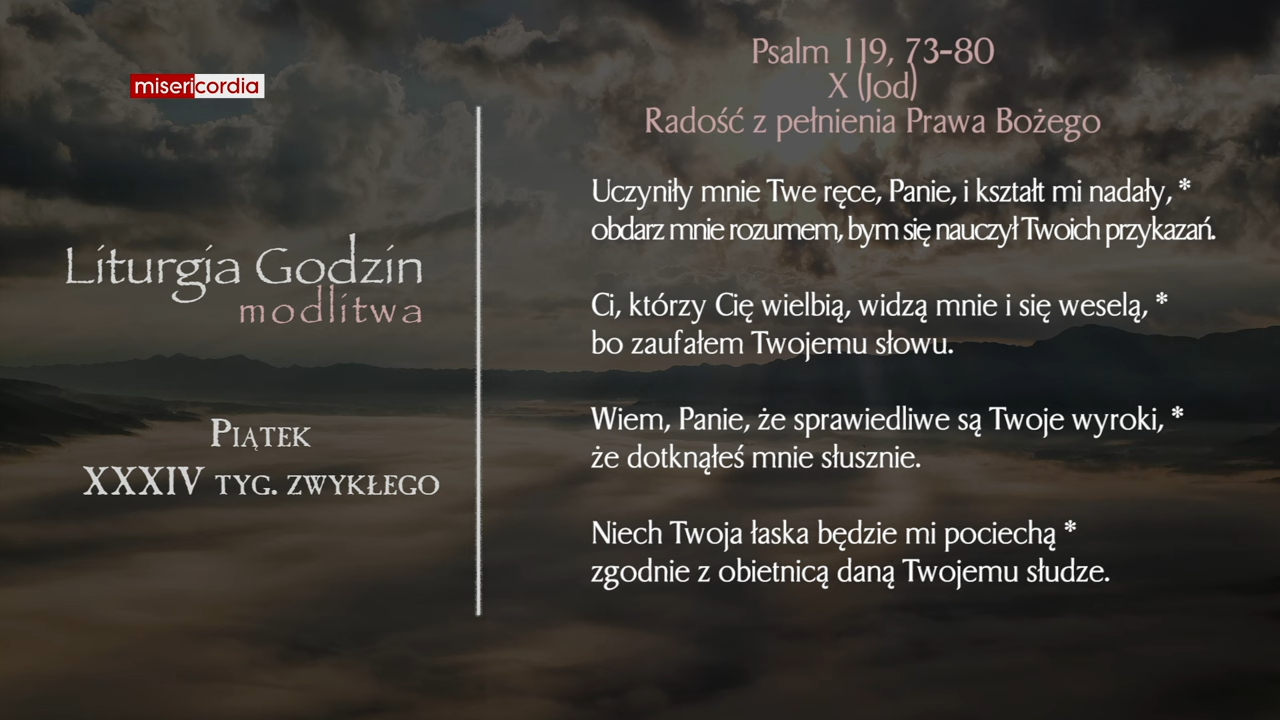 misericordia
Liturgia Godzin
modlitwa
Piątek
XXXIV tyg. zwykłego
Psalm 119, 73-80
X (Jod)
Radość z pełnienia Prawa Bożego
Uczyniły mnie Twe ręce, Panie, i kształt mi nadały, *
obdarz mnie rozumem, bym się nauczył Twoich przykazań.
Ci, którzy Cię wielbią, widzą mnie i się weselą, *
bo zaufałem Twojemu słowu.
Wiem, Panie, że sprawiedliwe są Twoje wyroki, *
że dotknąłeś mnie słusznie.
Niech Twoja łaska będzie mi pociechą *
zgodnie z obietnicą daną Twojemu słudze.